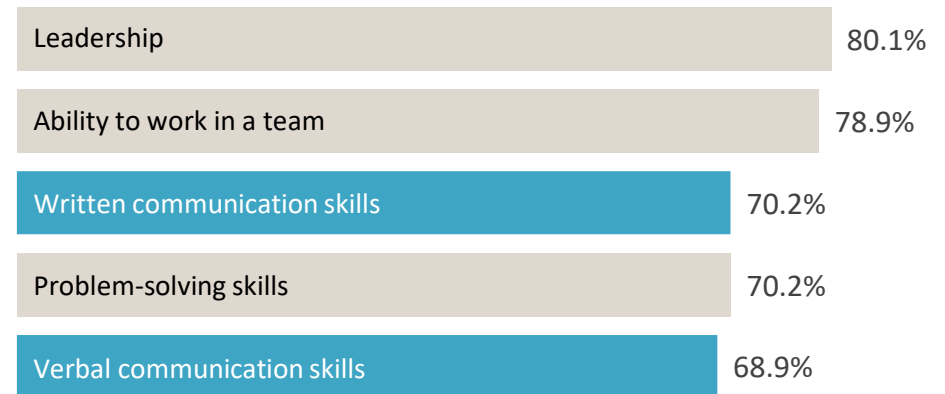 Leadership 80.1%
Ability to work in a team 78.9%
Written communication skills 70.2%
Problem-solving skills 70.2%
Verbal communication skills 68.9%